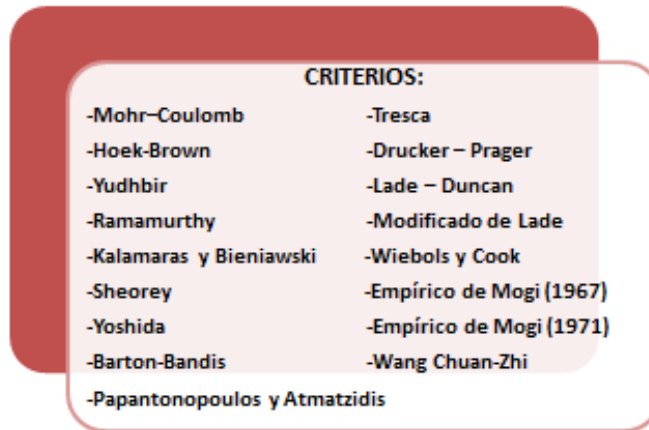 CRITERIOS:
-Mohr–Coulomb
-Hoek-Brown
-Yudhbir
-Ramamurthy
-Kalamaras y Bieniawski
-Sheorey
-Yoshida
-Barton-Bandis
-Papantonopoulos y Atmatzidis
-Tresca
-Drucker – Prager
-Lade – Duncan
-Modificado de Lade
-Wiebols y Cook
-Empírico de Mogi (1967)
-Empírico de Mogi (1971)
-Wang Chuan-Zhi